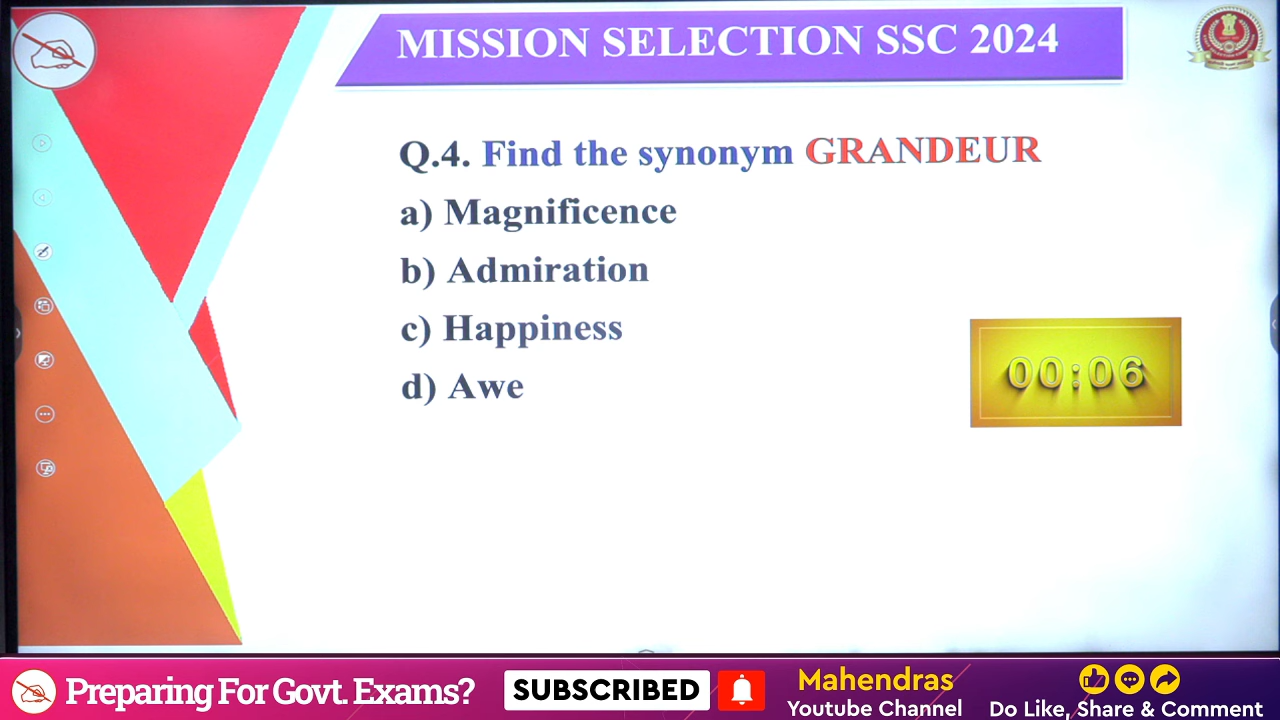 MISSION SELECTION SSC 2024
Q.4. Find the synonym GRANDEUR
a) Magnificence
b) Admiration
c) Happiness
d) Awe
00:06
Preparing For Govt. Exams?
SUBSCRIBED
Mahendras
Youtube Channel
Do Like, Share & Comment